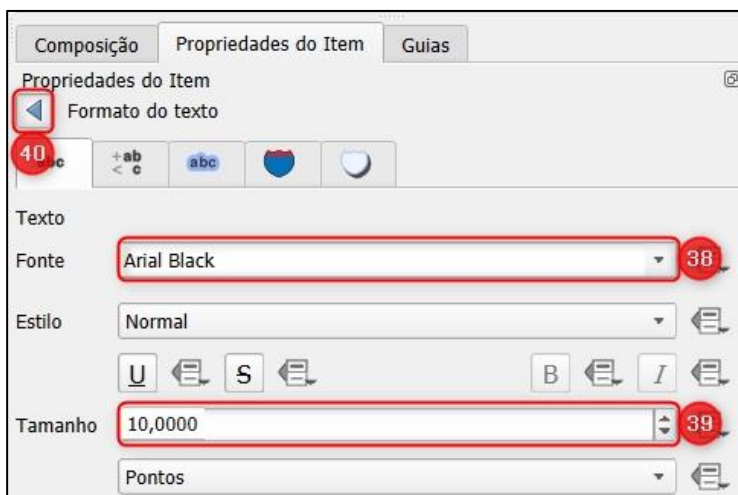 Composição Propriedades do Item Guias
Propriedades do Item
Formato do texto
40 abc +ab < c abc
Texto
Fonte Arial Black 38
Estilo Normal
U S B I
Tamanho 10,0000 39
Pontos